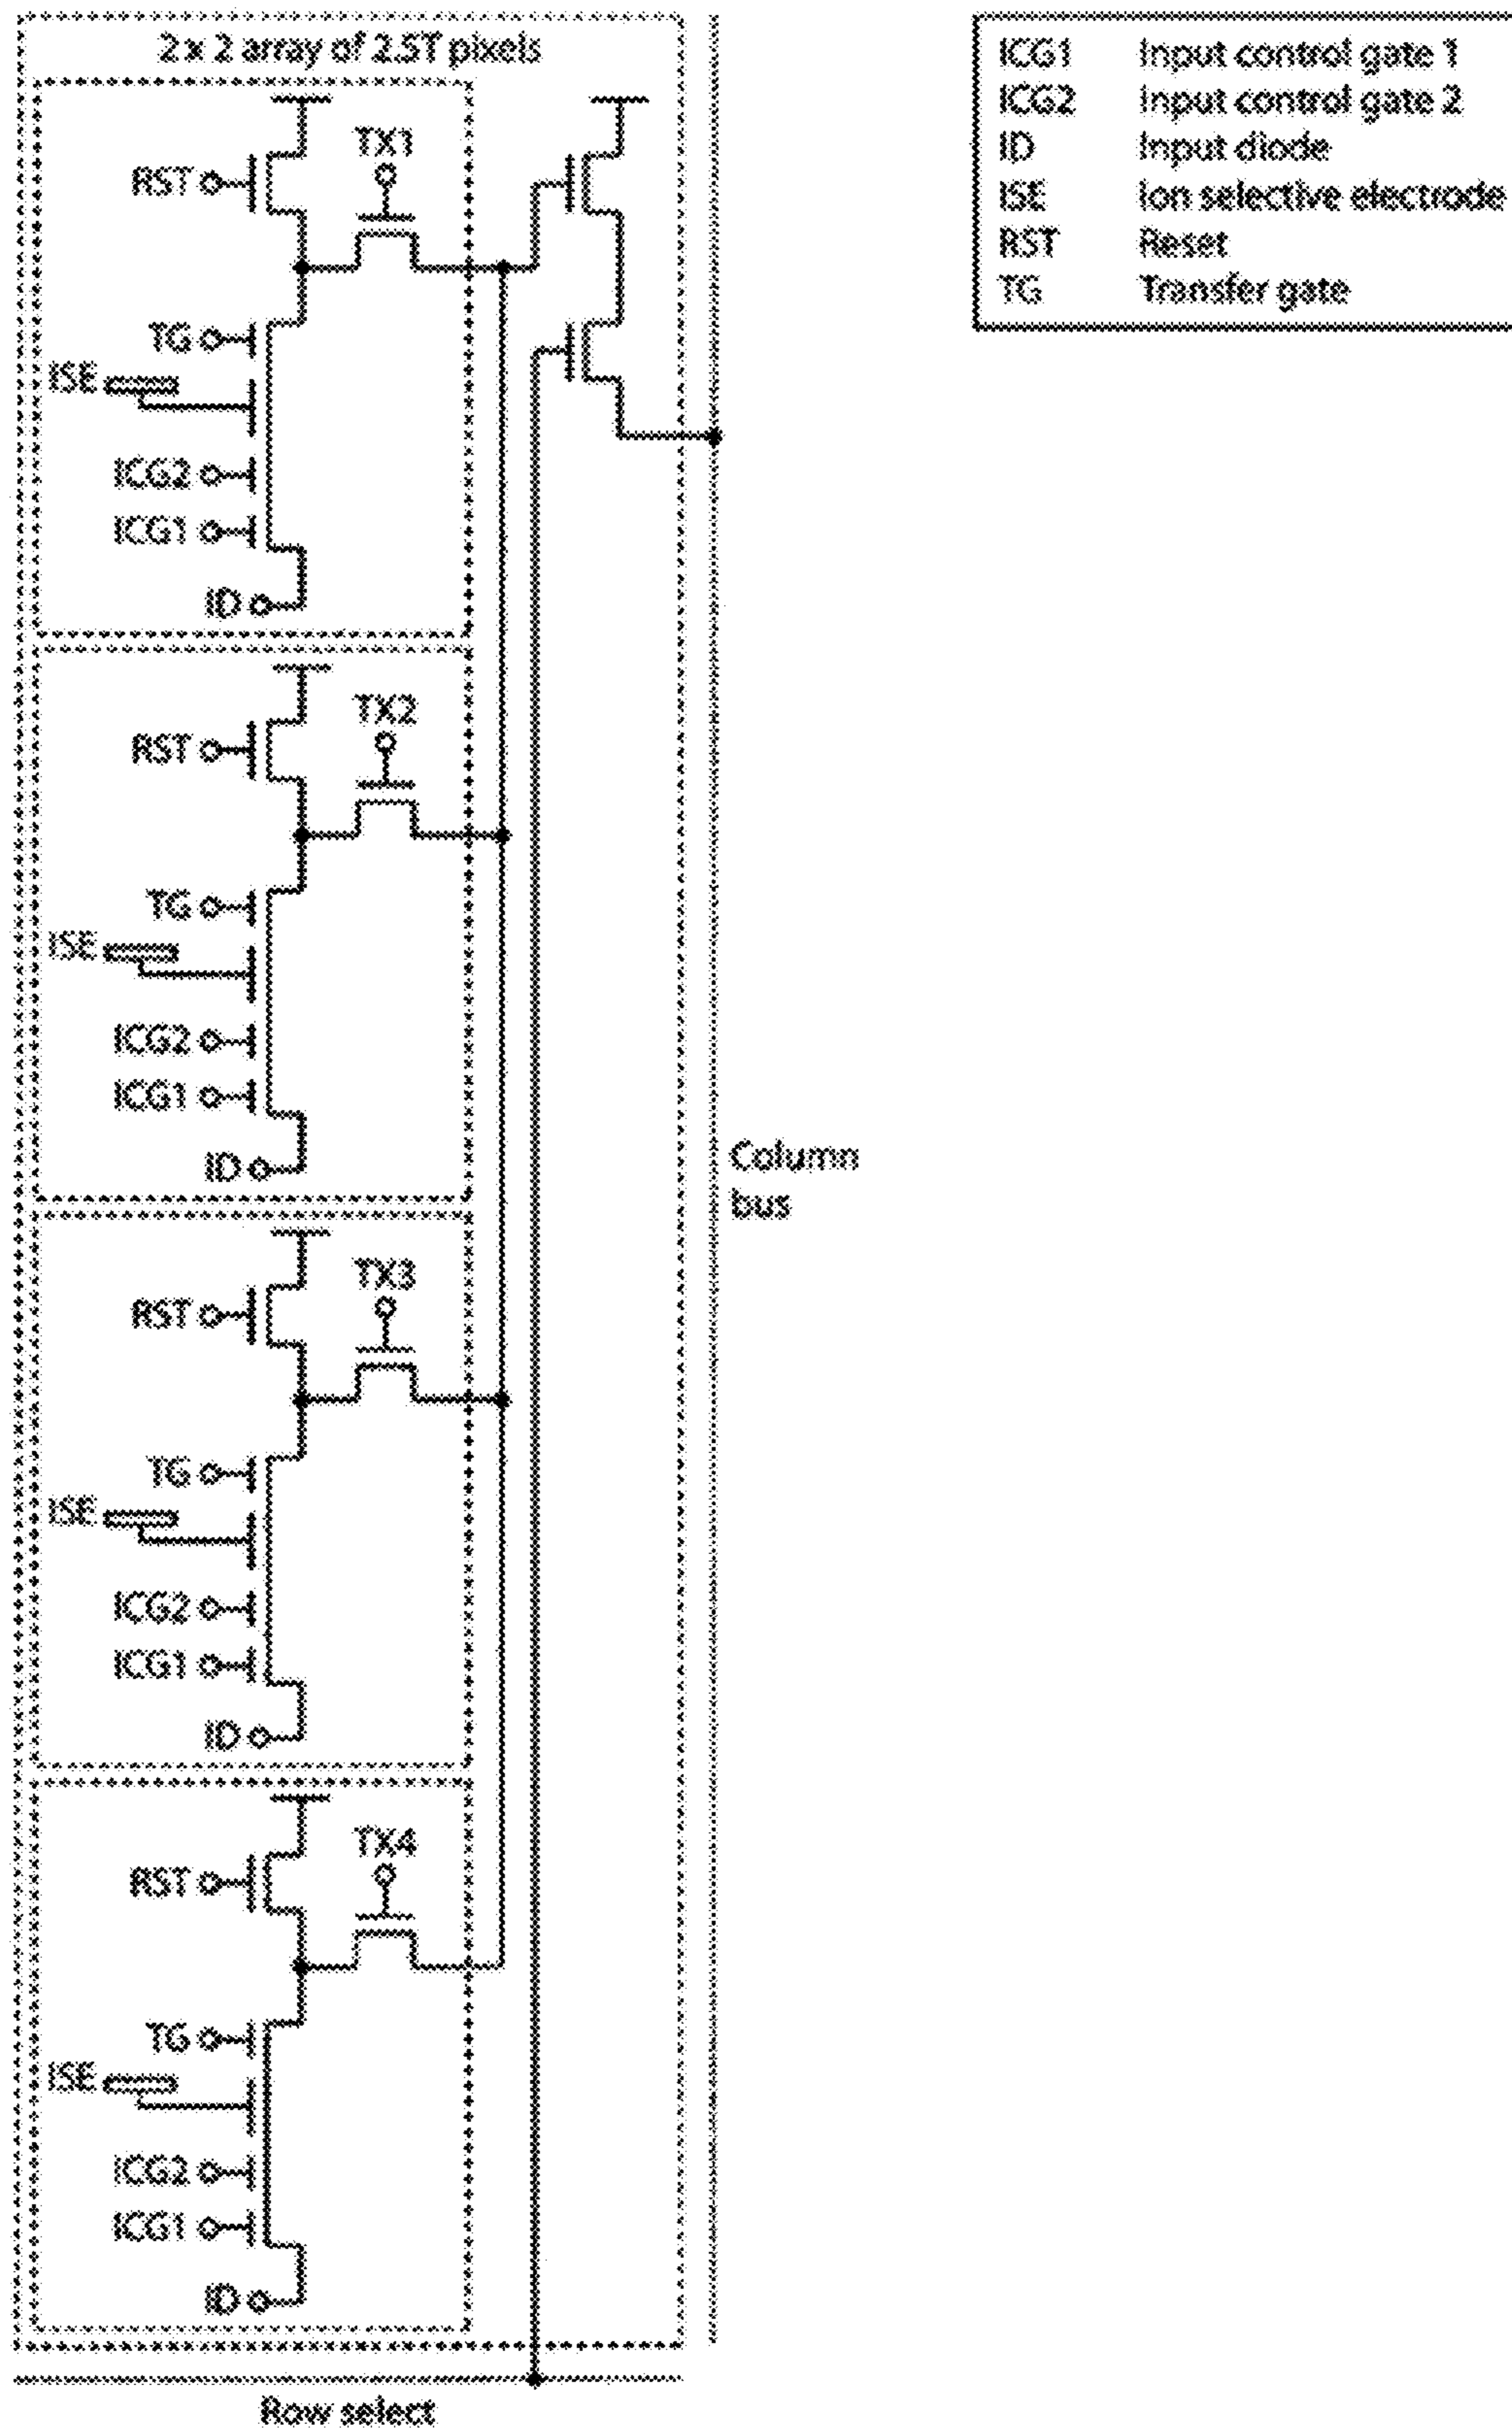 2 x 2 array of 2.5T pixels
TX1
RST
TG
ISE
ICG2
ICG1
ID
TX2
RST
TG
ISE
ICG2
ICG1
ID
TX3
RST
TG
ISE
ICG2
ICG1
ID
TX4
RST
TG
ISE
ICG2
ICG1
ID
Row select
Column
bus
ICG1 Input control gate 1
ICG2 Input control gate 2
ID Input diode
ISE Ion selective electrode
RST Reset
TG Transfer gate